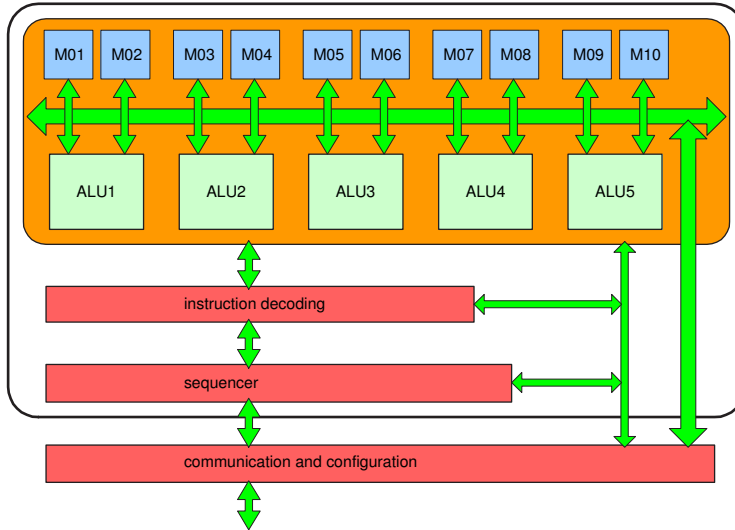 M01 M02 M03 M04 M05 M06 M07 M08 M09 M10
ALU1 ALU2 ALU3 ALU4 ALU5
instruction decoding
sequencer
communication and configuration